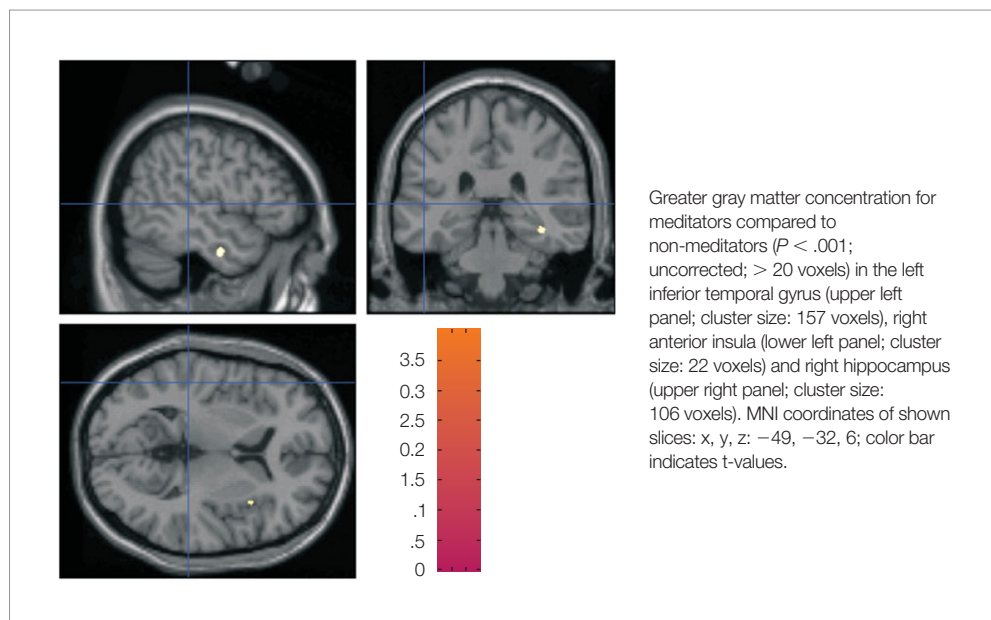 Greater gray matter concentration for
meditators compared to
non-meditators (P < .001;
uncorrected; > 20 voxels) in the left
inferior temporal gyrus (upper left
panel; cluster size: 157 voxels), right
anterior insula (lower left panel; cluster
size: 22 voxels) and right hippocampus
(upper right panel; cluster size:
106 voxels). MNI coordinates of shown
slices: x, y, z: −49, −32, 6; color bar
indicates t-values.
3.5
0.3
2.5
0.2
1.5
.1
.5
0